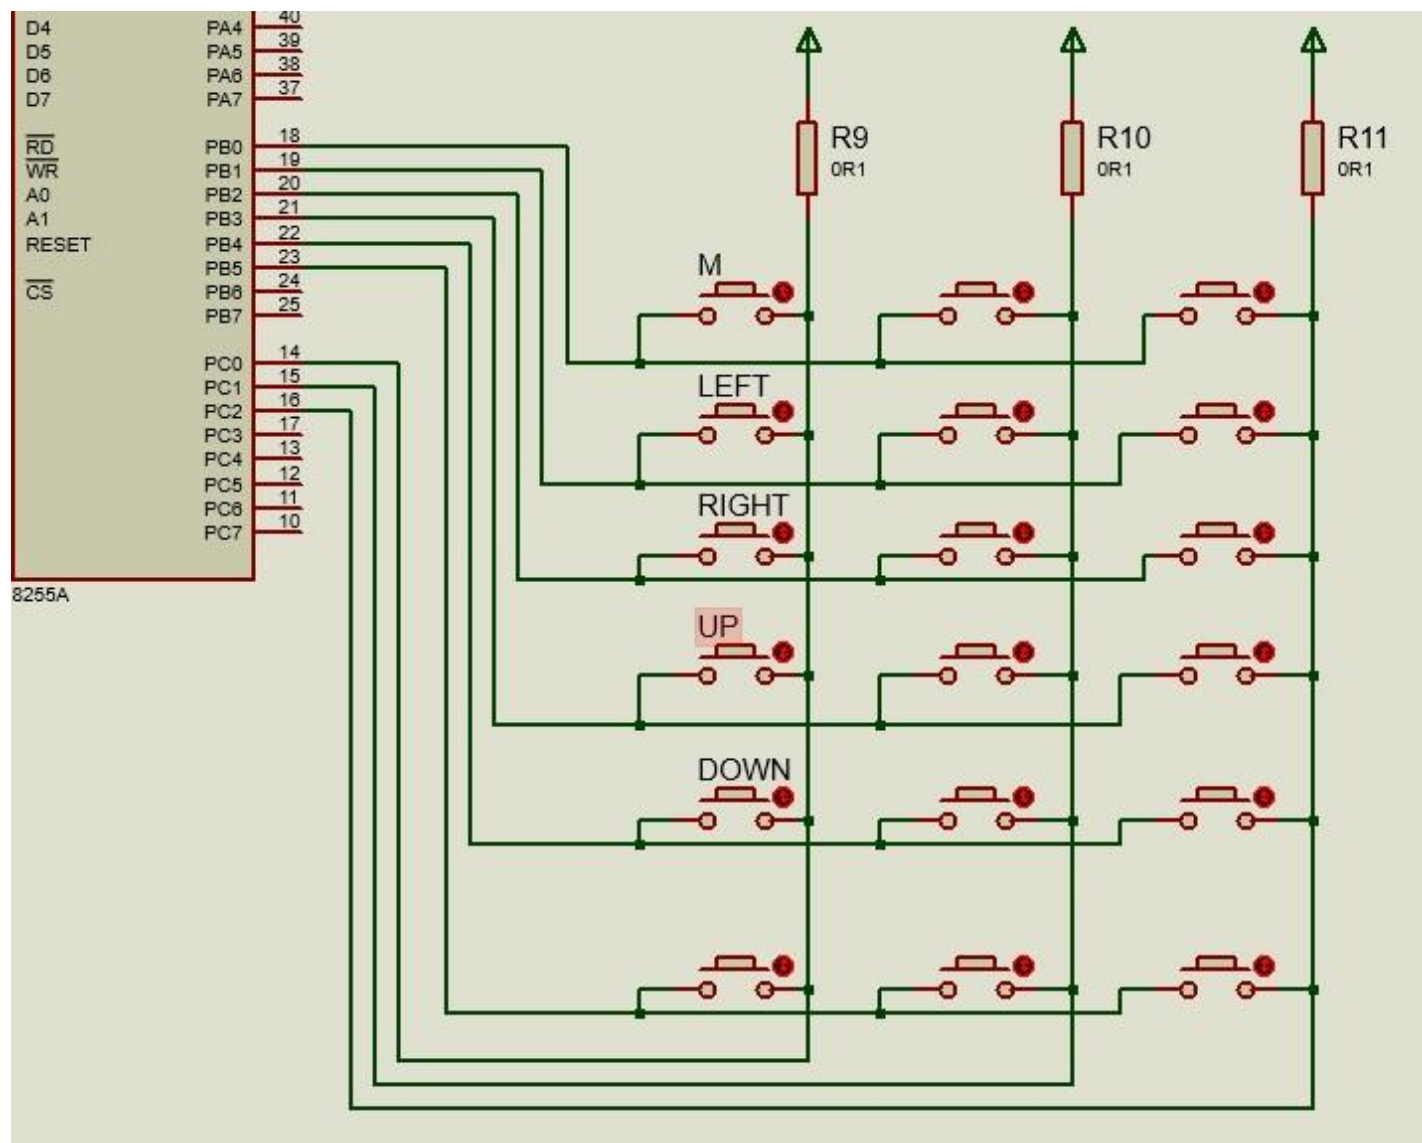 D4 PA4 40
D5 PA5 39
D6 PA6 38
D7 PA7 37
RD PB0 18
WR PB1 19
A0 PB2 20
A1 PB3 21
RESET PB4 22
PB5 23
CS PB6 24
PB7 25
PC0 14
PC1 15
PC2 16
PC3 17
PC4 13
PC5 12
PC6 11
PC7 10
8255A
R9
0R1
R10
0R1
R11
0R1
M
LEFT
RIGHT
UP
DOWN